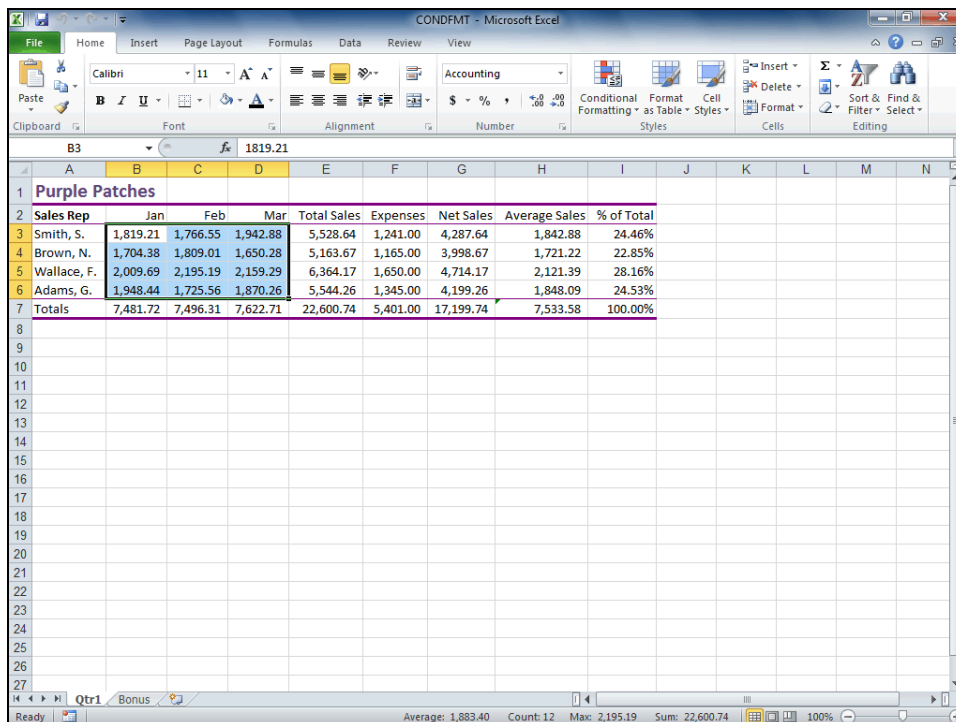 CONDFMT - Microsoft Excel
File Home Insert Page Layout Formulas Data Review View
Calibri 11 A A Accounting Insert Σ
Delete
Paste B I U A $ % , .0 .00 .00 .0 Conditional Formatting Format as Table Cell Styles Format Sort & Filter Find & Select
Clipboard Font Alignment Number Styles Cells Editing
B3 fx 1819.21
A B C D E F G H I J K L M N
1 Purple Patches
2 Sales Rep Jan Feb Mar Total Sales Expenses Net Sales Average Sales % of Total
3 Smith, S. 1,819.21 1,766.55 1,942.88 5,528.64 1,241.00 4,287.64 1,842.88 24.46%
4 Brown, N. 1,704.38 1,809.01 1,650.28 5,163.67 1,165.00 3,998.67 1,721.22 22.85%
5 Wallace, F. 2,009.69 2,195.19 2,159.29 6,364.17 1,650.00 4,714.17 2,121.39 28.16%
6 Adams, G. 1,948.44 1,725.56 1,870.26 5,544.26 1,345.00 4,199.26 1,848.09 24.53%
7 Totals 7,481.72 7,496.31 7,622.71 22,600.74 5,401.00 17,199.74 7,533.58 100.00%
8
9
10
11
12
13
14
15
16
17
18
19
20
21
22
23
24
25
26
27
Qtr1 Bonus
Ready Average: 1,883.40 Count: 12 Max: 2,195.19 Sum: 22,600.74 100%